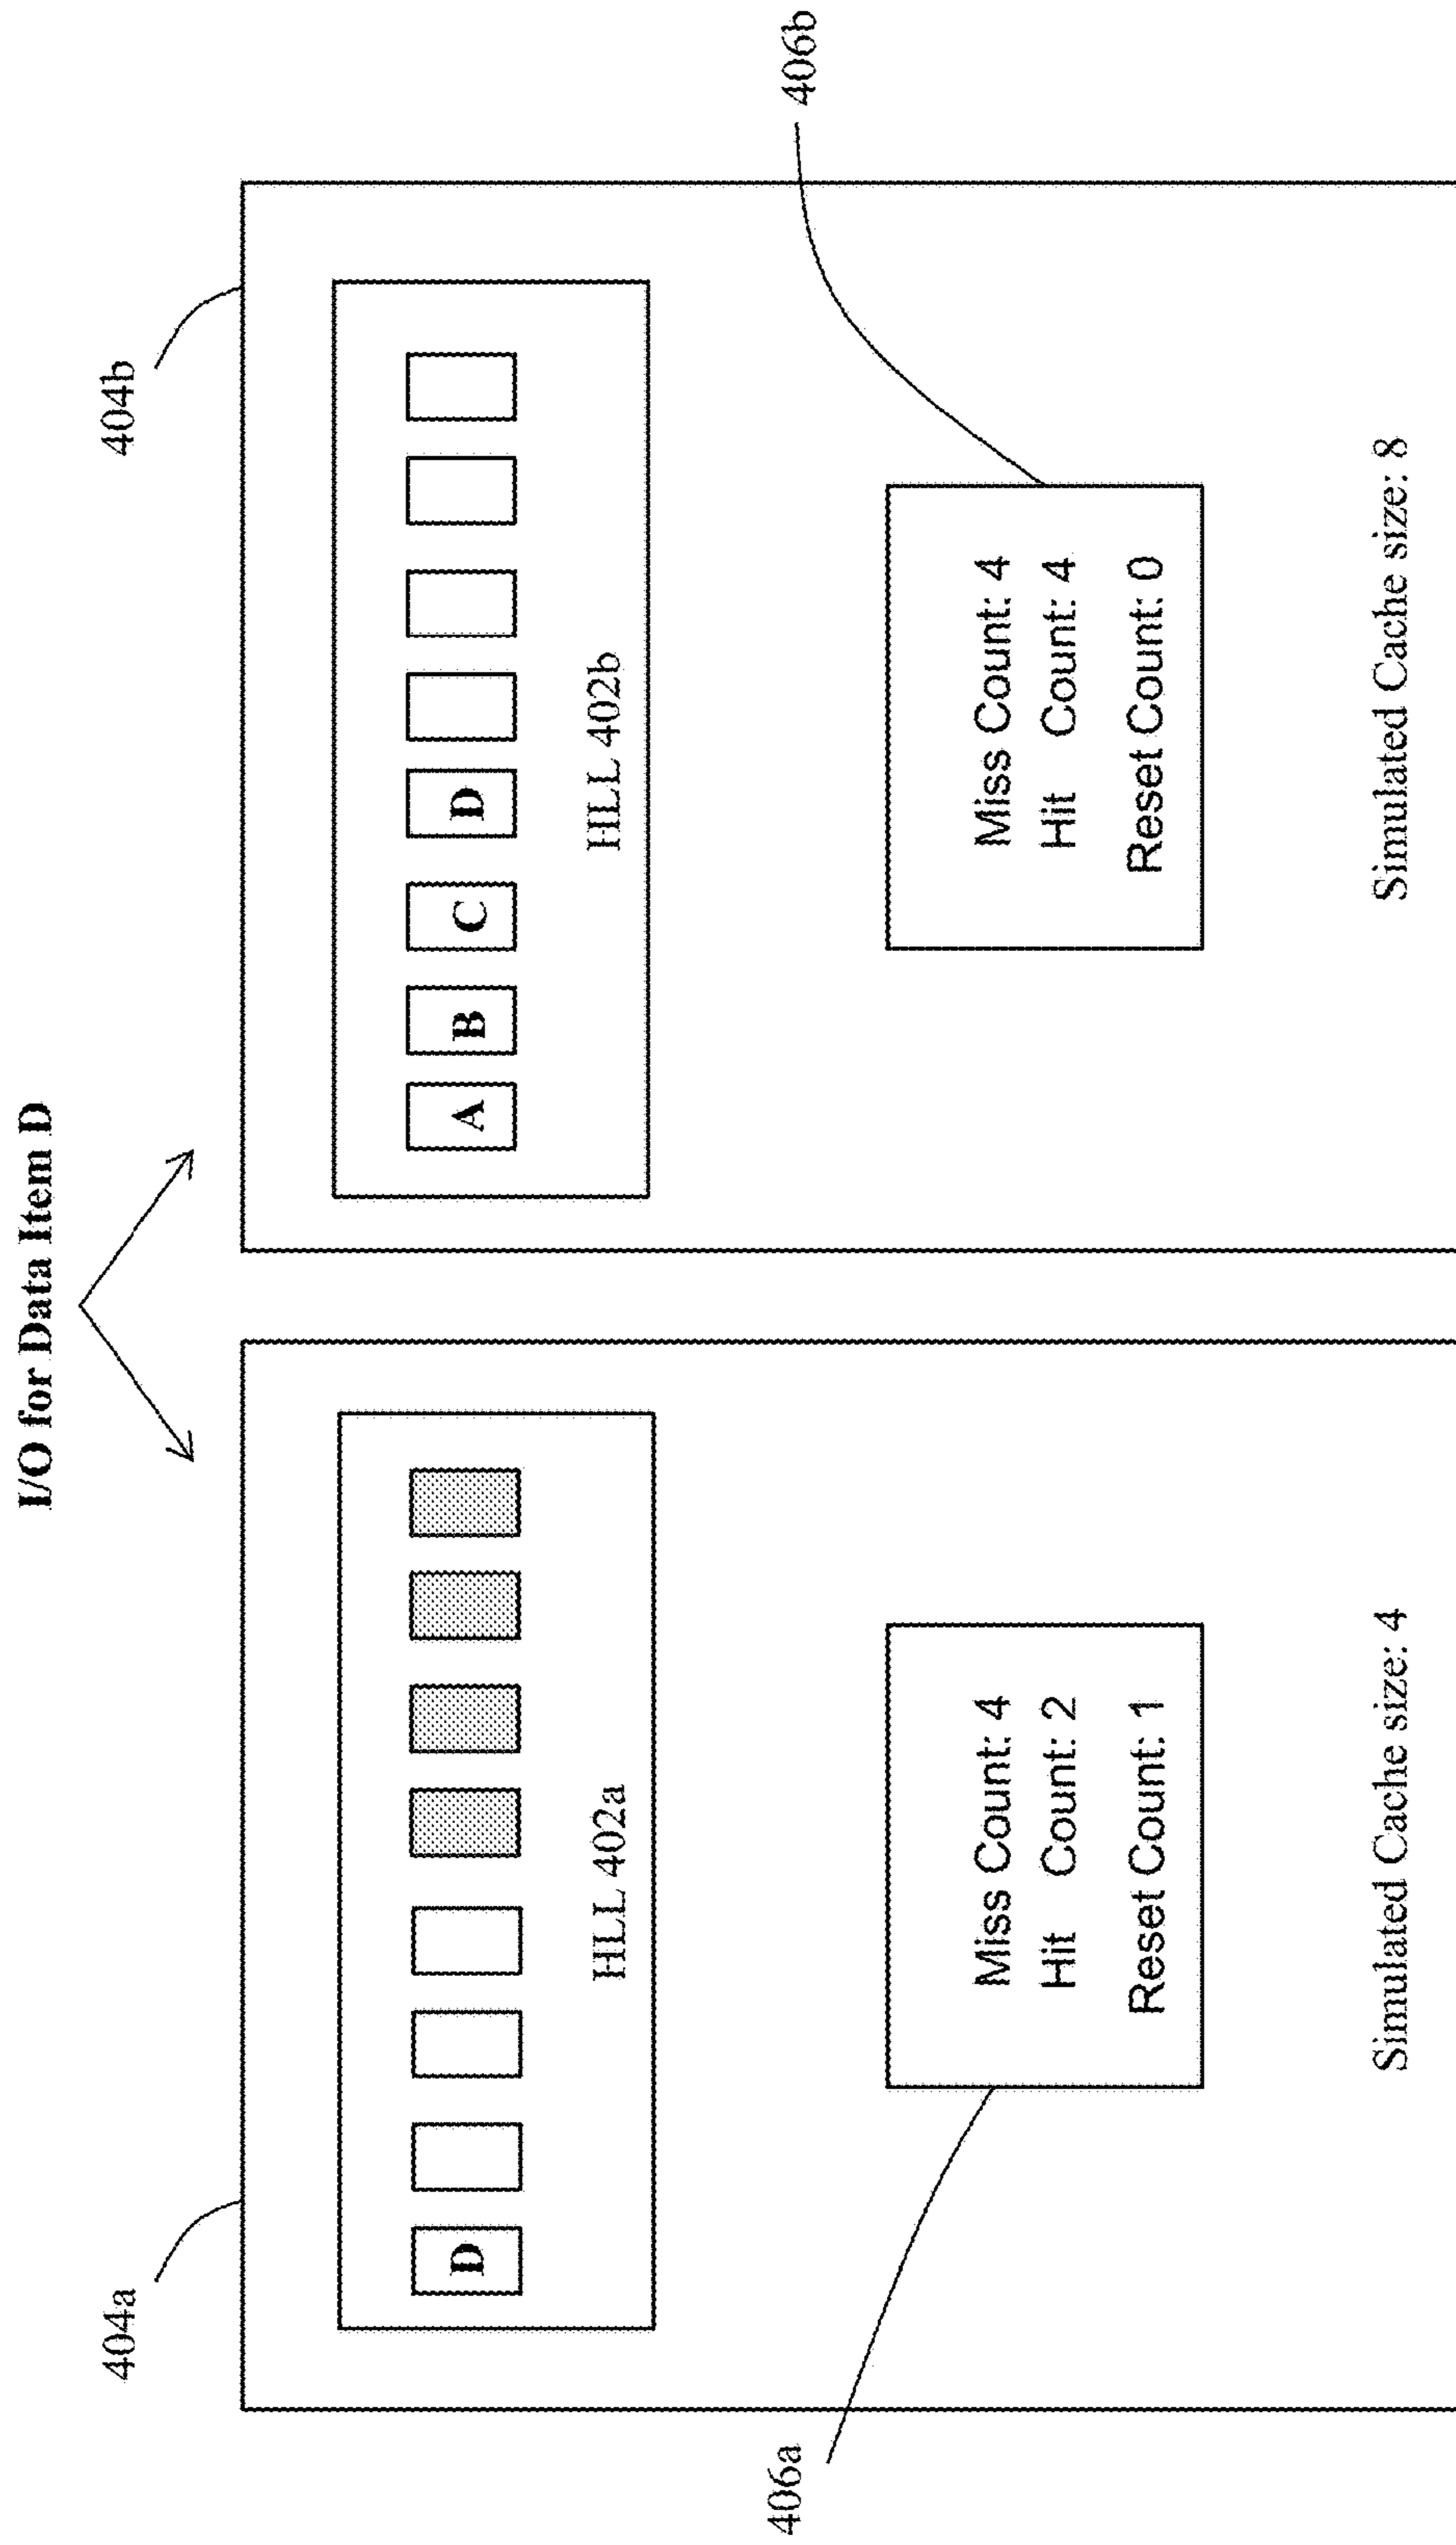 I/O for Data Item D
404a
404b
D
HLL 402a
A B C D
HLL 402b
406a
Miss Count: 4
Hit Count: 2
Reset Count: 1
406b
Miss Count: 4
Hit Count: 4
Reset Count: 0
Simulated Cache size: 4
Simulated Cache size: 8